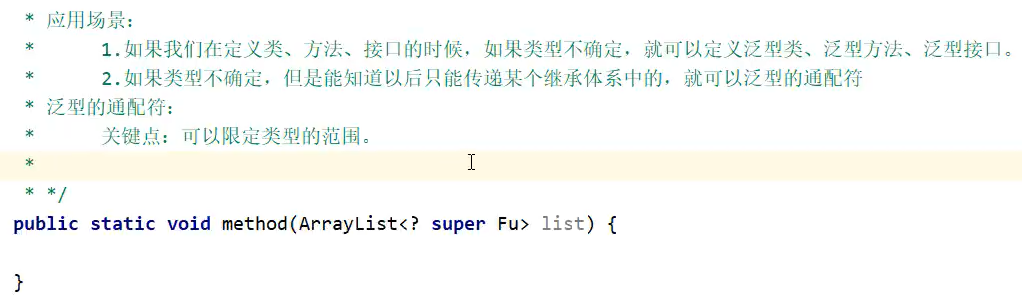 * 应用场景：
*      1.如果我们在定义类、方法、接口的时候，如果类型不确定，就可以定义泛型类、泛型方法、泛型接口。
*      2.如果类型不确定，但是能知道以后只能传递某个继承体系中的，就可以泛型的通配符
* 泛型的通配符：
*      关键点：可以限定类型的范围。
*
* */
public static void method(ArrayList<? super Fu> list) {
}